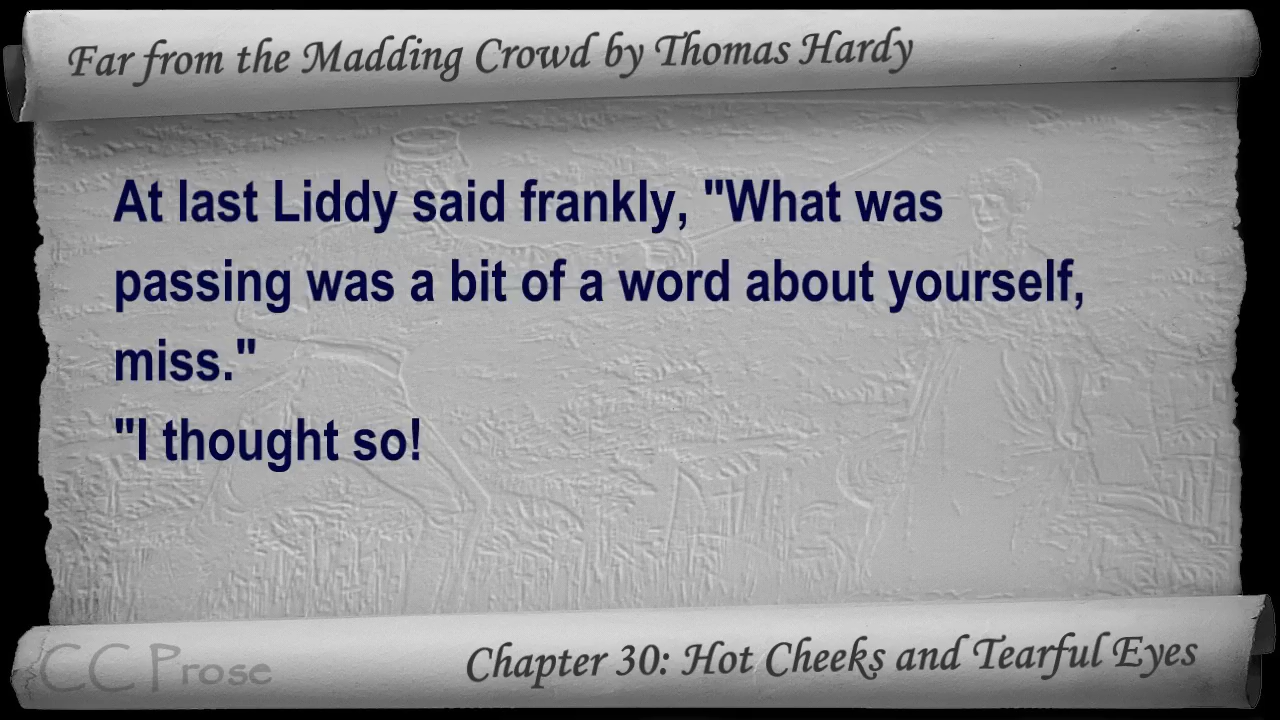 Far from the Madding Crowd by Thomas Hardy
At last Liddy said frankly, "What was
passing was a bit of a word about yourself,
miss."
"I thought so!
CC Prose
Chapter 30: Hot Cheeks and Tearful Eyes